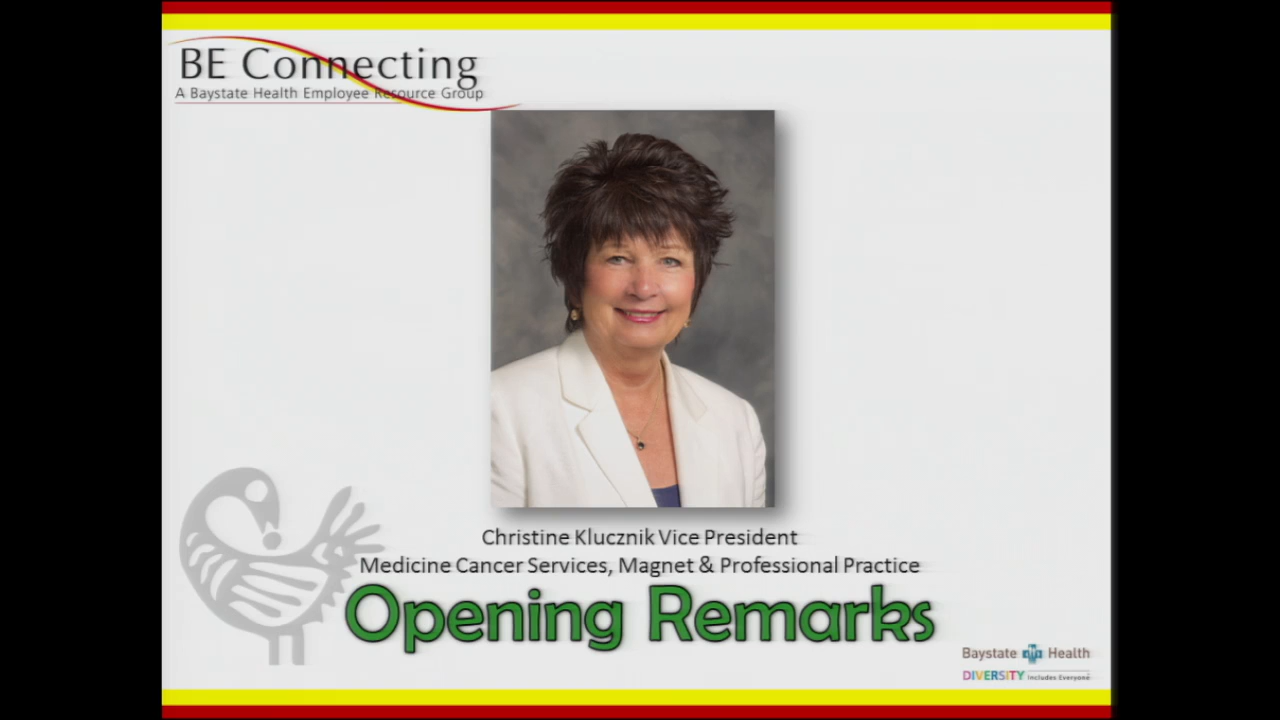 BE Connecting
A Baystate Health Employee Resource Group
Christine Klucznik Vice President
Medicine Cancer Services, Magnet & Professional Practice
Opening Remarks
Baystate Health
DIVERSITY Includes Everyone